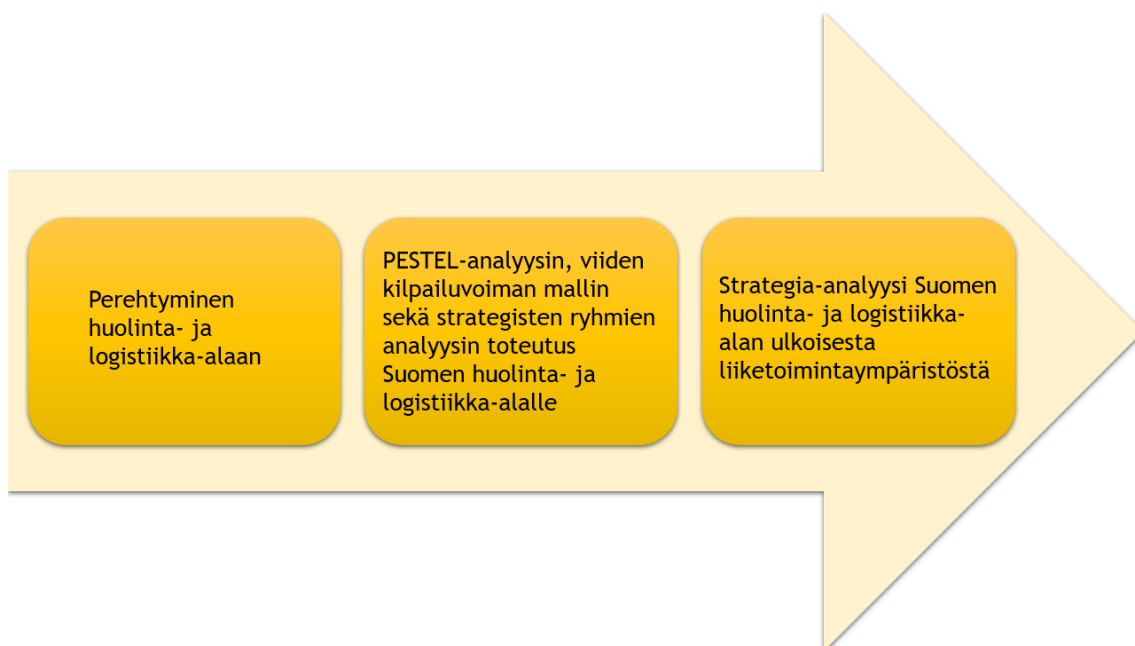 Perehtyminen
huolinta- ja
logistiikka-alaan
PESTEL-analyysin, viiden
kilpailuvoiman mallin
sekä strategisten ryhmien
analyysin toteutus
Suomen huolinta- ja
logistiikka-alalle
Strategia-analyysi Suomen
huolinta- ja logistiikka-
alan ulkoisesta
liiketoimintaympäristöstä